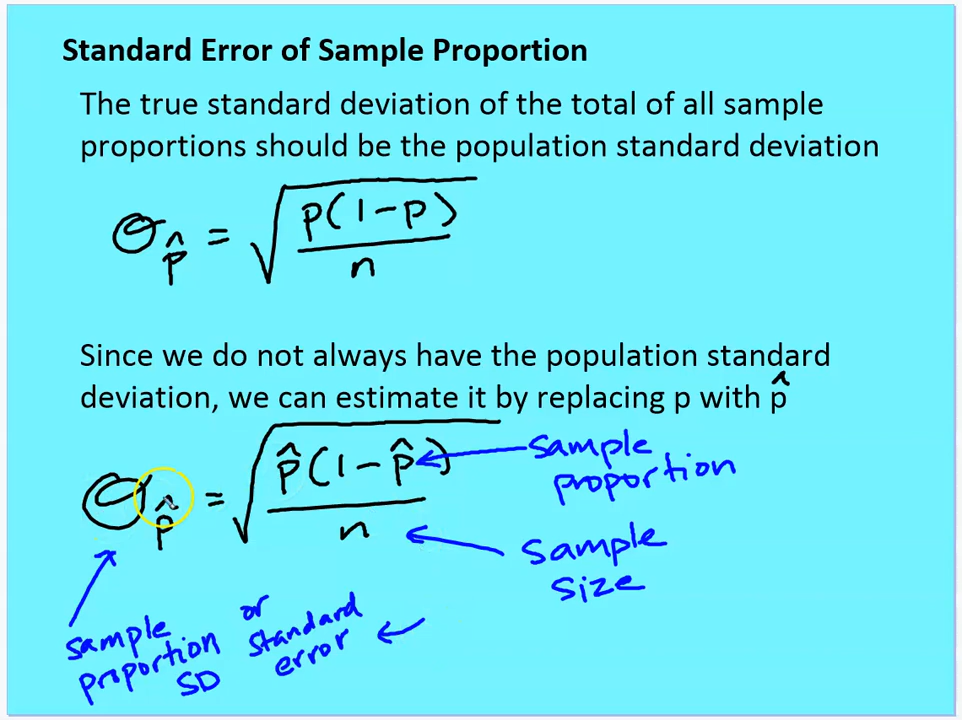 Standard Error of Sample Proportion
The true standard deviation of the total of all sample
proportions should be the population standard deviation
σp̂ = √(p(1-p)/n)
Since we do not always have the population standard
deviation, we can estimate it by replacing p with p̂
σp̂ = √(p̂(1-p̂)/n)
sample
proportion
sample
size
sample
proportion
SD
or
standard
error